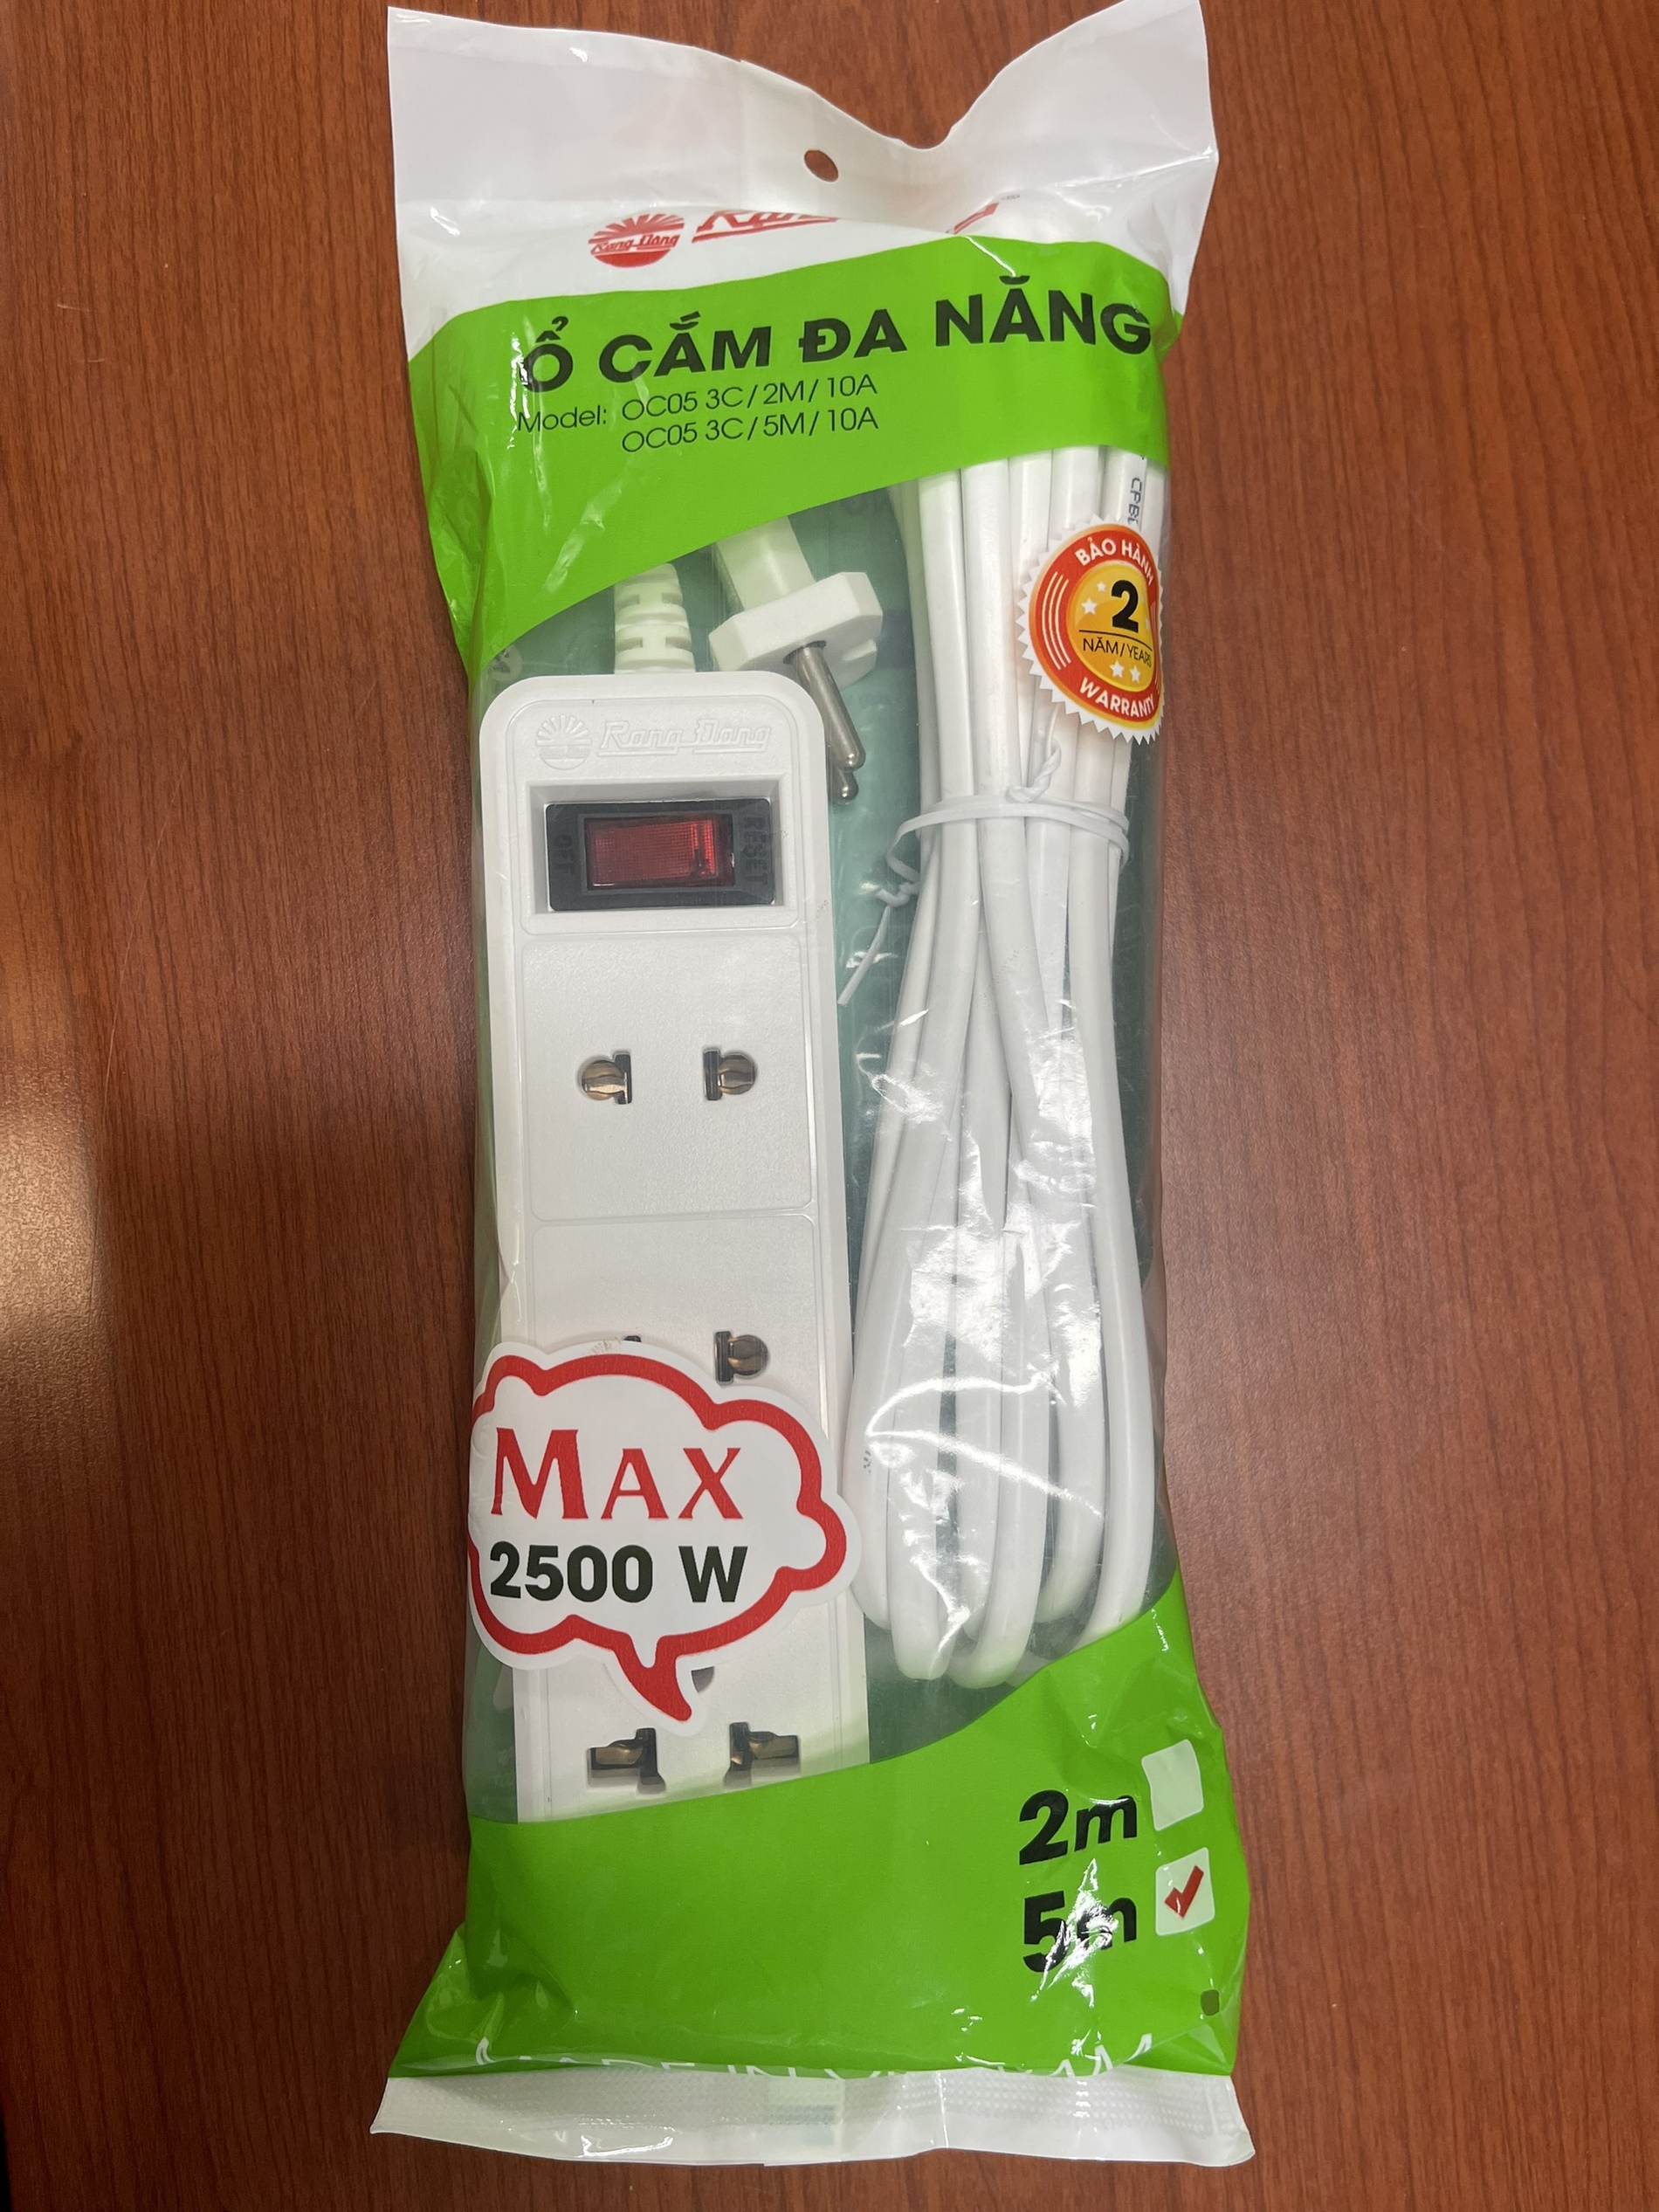 Rạng Đông
Ổ CẮM ĐA NĂNG
Model: OC05 3C/2M/10A
OC05 3C/5M/10A
BẢO HÀNH
2
NĂM/YEARS
WARRANTY
Rạng Đông
OFF
RESET
MAX
2500 W
2m
5m